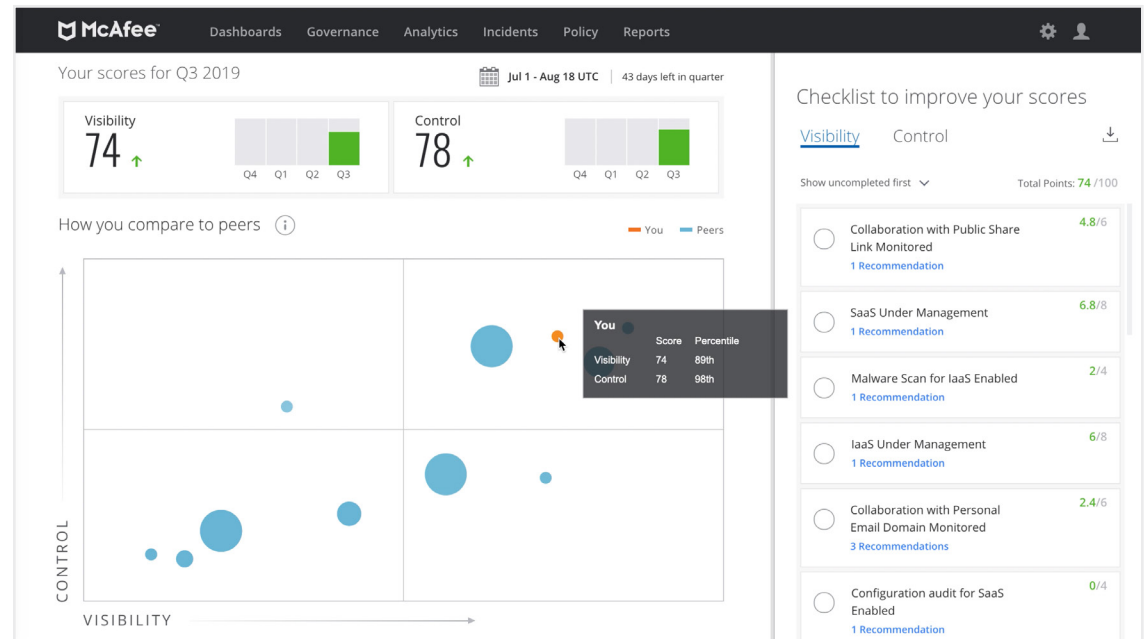 McAfee™
Dashboards Governance Analytics Incidents Policy Reports
Your scores for Q3 2019
Jul 1 - Aug 18 UTC | 43 days left in quarter
Visibility
74
Q4 Q1 Q2 Q3
Control
78
Q4 Q1 Q2 Q3
How you compare to peers
You Peers
You
Score Percentile
Visibility 74 89th
Control 78 98th
CONTROL
VISIBILITY
Checklist to improve your scores
Visibility Control
Show uncompleted first Total Points: 74 /100
Collaboration with Public Share
Link Monitored
4.8/6
1 Recommendation
SaaS Under Management
6.8/8
1 Recommendation
Malware Scan for IaaS Enabled
2/4
1 Recommendation
IaaS Under Management
6/8
1 Recommendation
Collaboration with Personal
Email Domain Monitored
2.4/6
3 Recommendations
Configuration audit for SaaS
Enabled
0/4
1 Recommendation